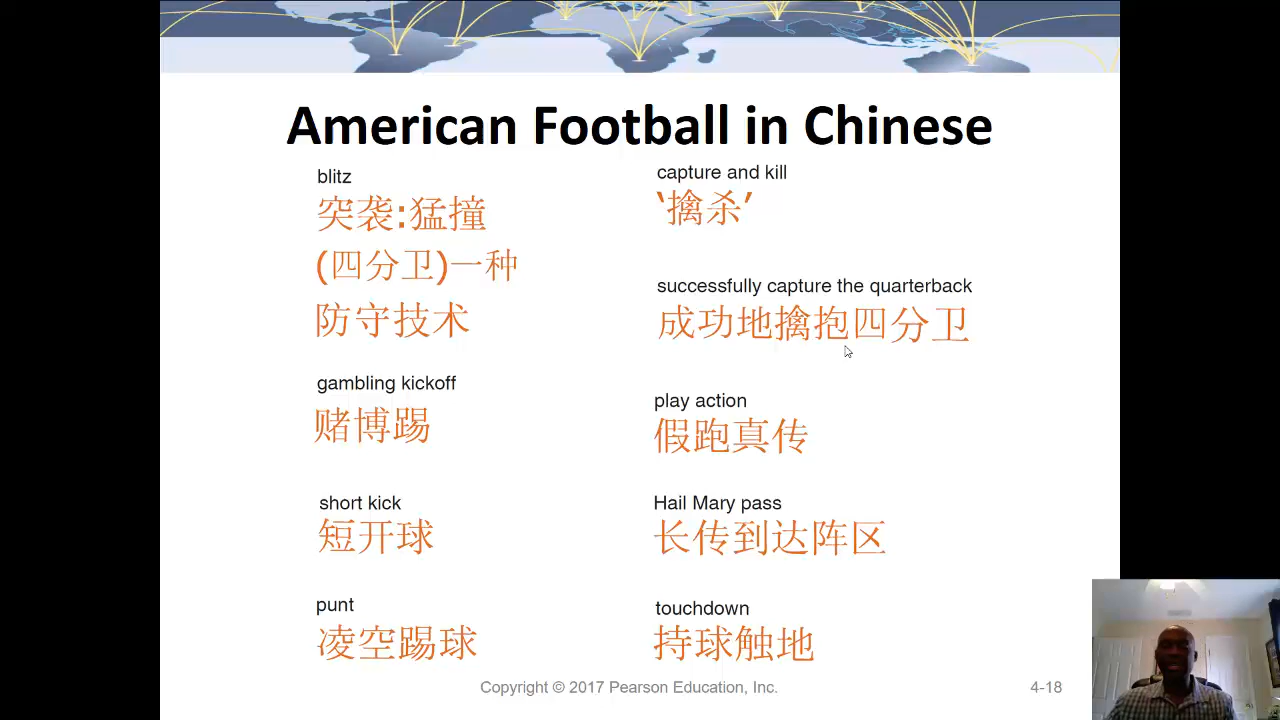 American Football in Chinese
blitz
突袭:猛撞
(四分卫)一种
防守技术
gambling kickoff
赌博踢
short kick
短开球
punt
凌空踢球
capture and kill
‘擒杀’
successfully capture the quarterback
成功地擒抱四分卫
play action
假跑真传
Hail Mary pass
长传到达阵区
touchdown
持球触地
Copyright © 2017 Pearson Education, Inc.
4-18